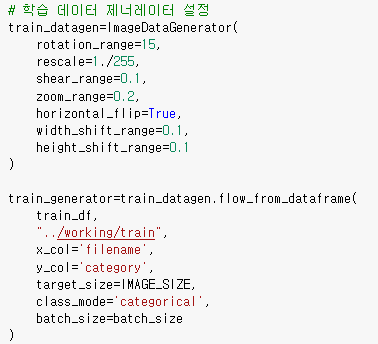 # 학습 데이터 제너레이터 설정
train_datagen=ImageDataGenerator(
    rotation_range=15,
    rescale=1./255,
    shear_range=0.1,
    zoom_range=0.2,
    horizontal_flip=True,
    width_shift_range=0.1,
    height_shift_range=0.1
)

train_generator=train_datagen.flow_from_dataframe(
    train_df,
    "../working/train",
    x_col='filename',
    y_col='category',
    target_size=IMAGE_SIZE,
    class_mode='categorical',
    batch_size=batch_size
)